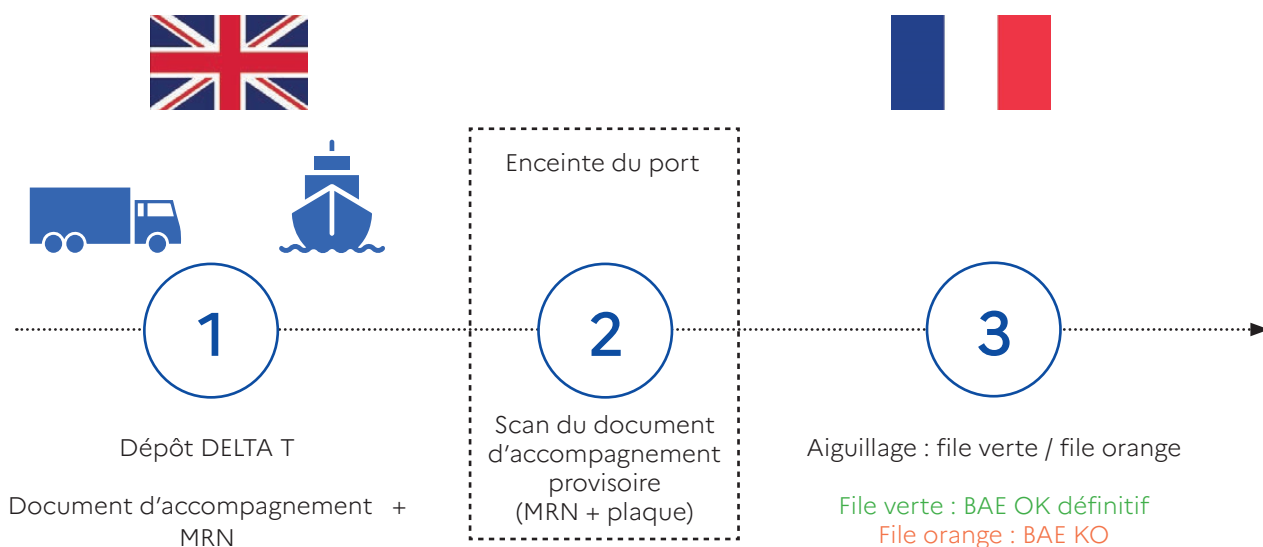 Enceinte du port
1
2
3
Dépôt DELTA T
Document d'accompagnement +
MRN
Scan du document
d'accompagnement
provisoire
(MRN + plaque)
Aiguillage : file verte / file orange
File verte : BAE OK définitif
File orange : BAE KO